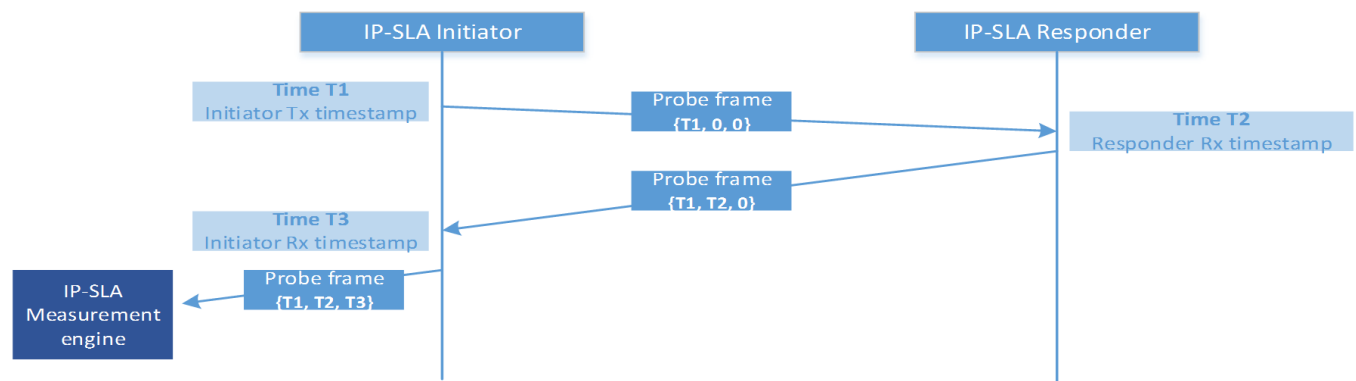 IP-SLA Initiator
IP-SLA Responder
Time T1
Initiator Tx timestamp
Probe frame
{T1, 0, 0}
Time T2
Responder Rx timestamp
Probe frame
{T1, T2, 0}
Time T3
Initiator Rx timestamp
Probe frame
{T1, T2, T3}
IP-SLA
Measurement
engine